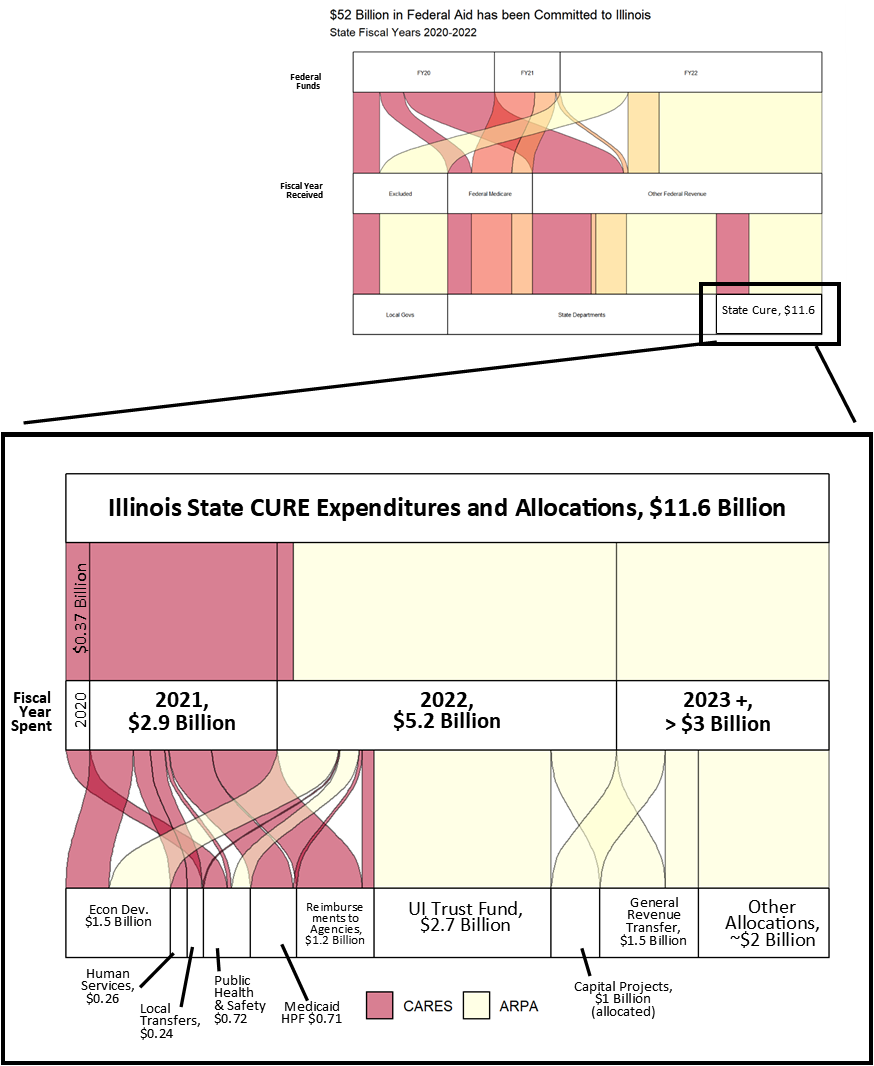 $52 Billion in Federal Aid has been Committed to Illinois
State Fiscal Years 2020-2022
Federal
Funds
FY20
FY21
FY22
Fiscal Year
Received
Excluded
Federal Medicare
Other Federal Revenue
Local Govs
State Departments
State Cure, $11.6
Illinois State CURE Expenditures and Allocations, $11.6 Billion
$0.37 Billion
Fiscal
Year
Spent
2020
2021,
$2.9 Billion
2022,
$5.2 Billion
2023 +,
> $3 Billion
Econ Dev.
$1.5 Billion
Reimburse
ments to
Agencies,
$1.2 Billion
UI Trust Fund,
$2.7 Billion
General
Revenue
Transfer,
$1.5 Billion
Other
Allocations,
~$2 Billion
Human
Services,
$0.26
Local
Transfers,
$0.24
Public
Health
& Safety
$0.72
Medicaid
HPF $0.71
CARES
ARPA
Capital Projects,
$1 Billion
(allocated)